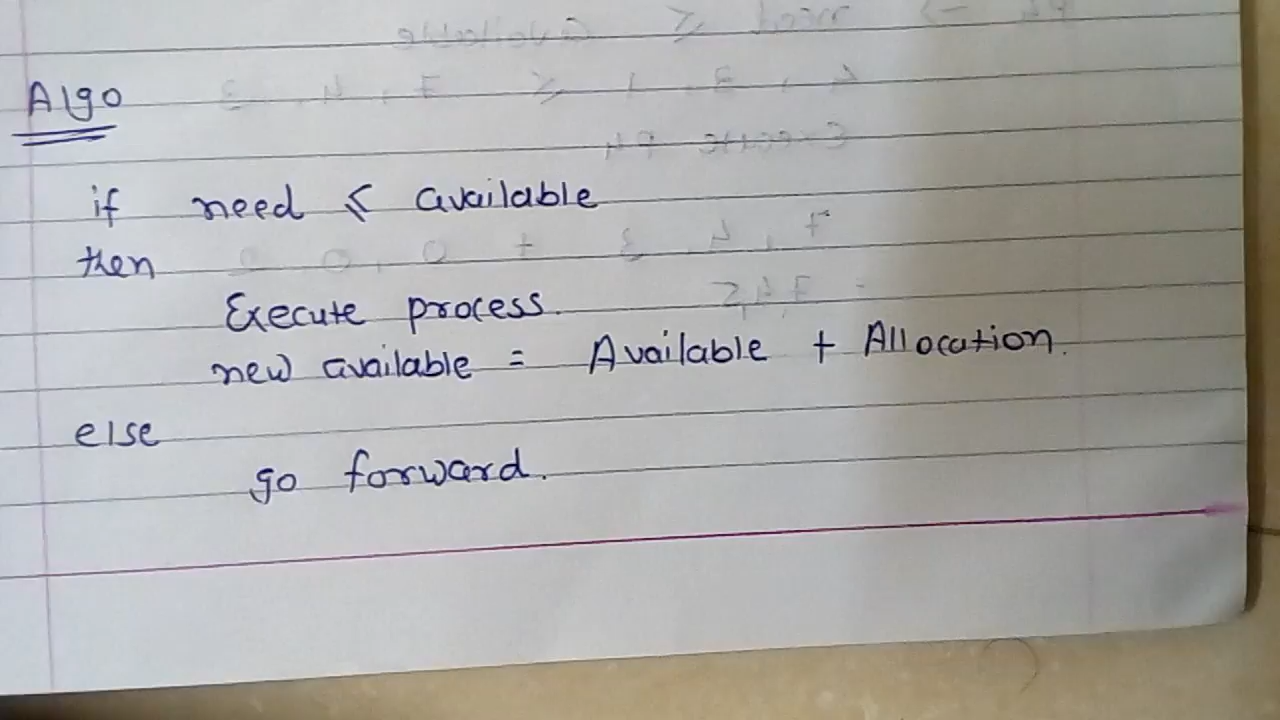 Algo
if need ≤ available
then
Execute process.
new available = Available + Allocation.
else
go forward.